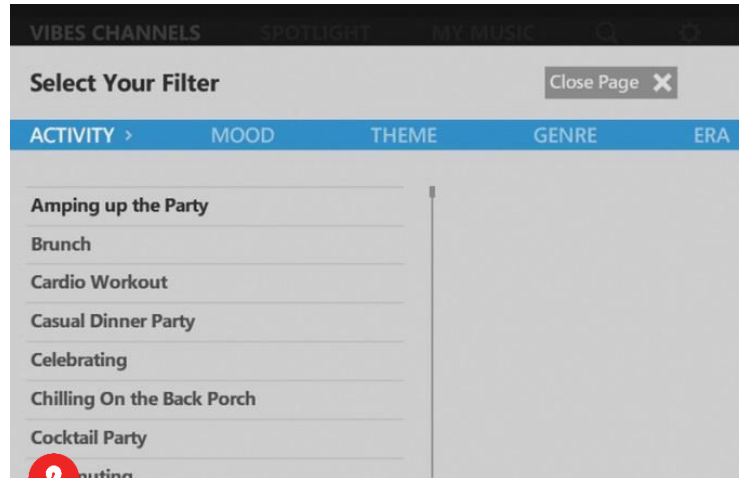 VIBES CHANNELS SPOTLIGHT MY MUSIC
Select Your Filter Close Page
ACTIVITY > MOOD THEME GENRE ERA
Amping up the Party
Brunch
Cardio Workout
Casual Dinner Party
Celebrating
Chilling On the Back Porch
Cocktail Party